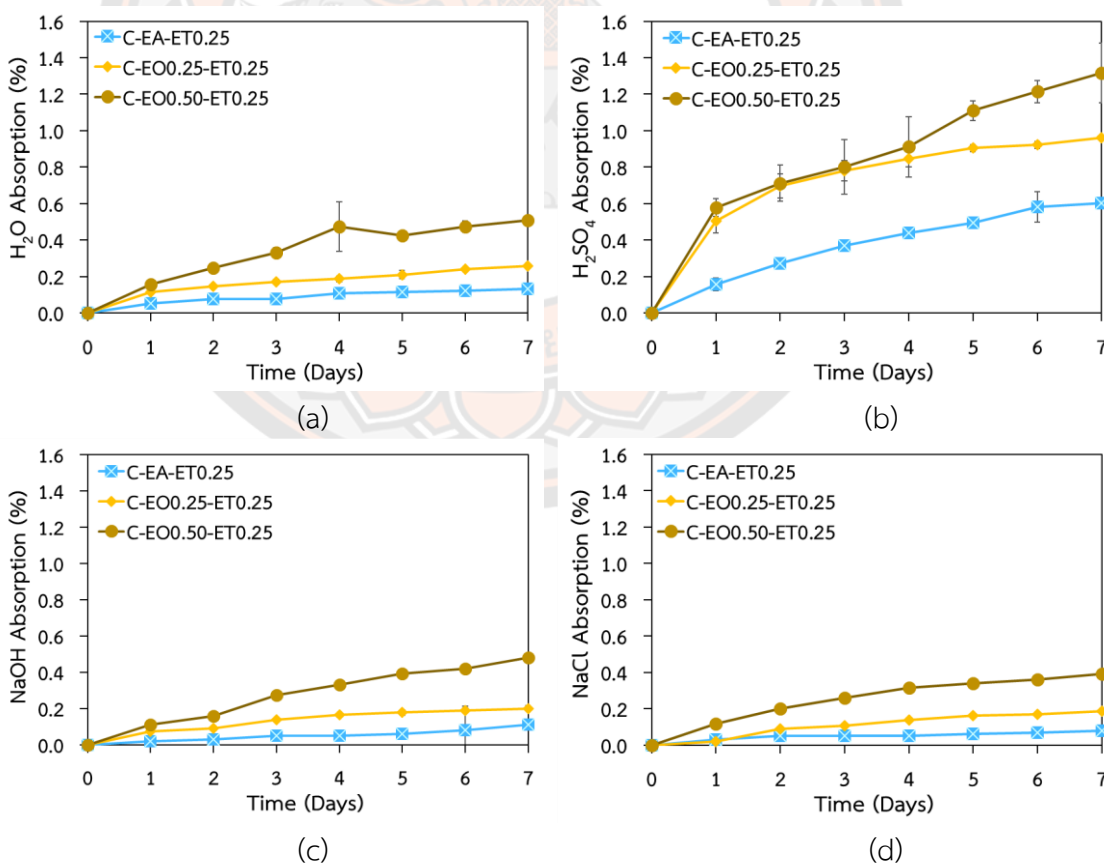 1.6
1.4
1.2
1.0
0.8
0.6
0.4
0.2
0.0
H₂O Absorption (%)
C-EA-ET0.25
C-EO0.25-ET0.25
C-EO0.50-ET0.25
0 1 2 3 4 5 6 7
Time (Days)
(a)
1.6
1.4
1.2
1.0
0.8
0.6
0.4
0.2
0.0
H₂SO₄ Absorption (%)
C-EA-ET0.25
C-EO0.25-ET0.25
C-EO0.50-ET0.25
0 1 2 3 4 5 6 7
Time (Days)
(b)
1.6
1.4
1.2
1.0
0.8
0.6
0.4
0.2
0.0
NaOH Absorption (%)
C-EA-ET0.25
C-EO0.25-ET0.25
C-EO0.50-ET0.25
0 1 2 3 4 5 6 7
Time (Days)
(c)
1.6
1.4
1.2
1.0
0.8
0.6
0.4
0.2
0.0
NaCl Absorption (%)
C-EA-ET0.25
C-EO0.25-ET0.25
C-EO0.50-ET0.25
0 1 2 3 4 5 6 7
Time (Days)
(d)